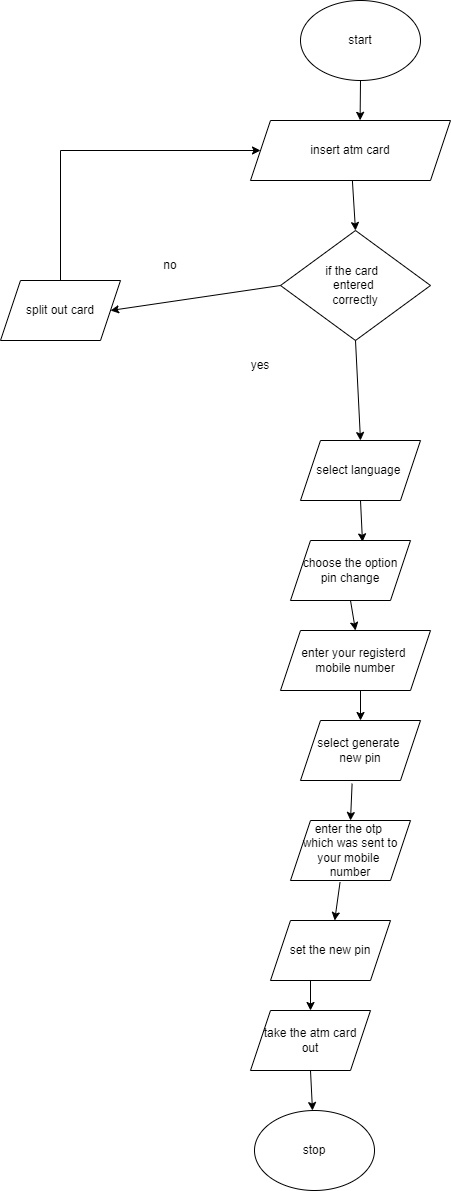 start
insert atm card
if the card
entered
correctly
no
split out card
yes
select language
choose the option
pin change
enter your registerd
mobile number
select generate
new pin
enter the otp
which was sent to
your mobile
number
set the new pin
take the atm card
out
stop